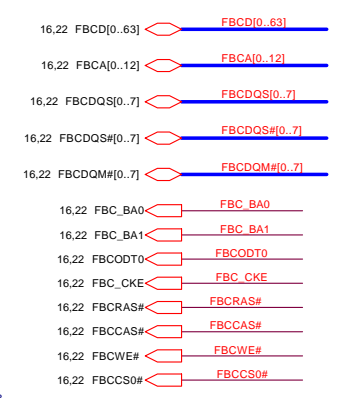 16,22 FBCD[0..63] FBCD[0..63]
16,22 FBCA[0..12] FBCA[0..12]
16,22 FBCDQS[0..7] FBCDQS[0..7]
16,22 FBCDQS#[0..7] FBCDQS#[0..7]
16,22 FBCDQM#[0..7] FBCDQM#[0..7]
16,22 FBC_BA0 FBC_BA0
16,22 FBC_BA1 FBC_BA1
16,22 FBCODT0 FBCODT0
16,22 FBC_CKE FBC_CKE
16,22 FBCRAS# FBCRAS#
16,22 FBCCAS# FBCCAS#
16,22 FBCWE# FBCWE#
16,22 FBCCS0# FBCCS0#